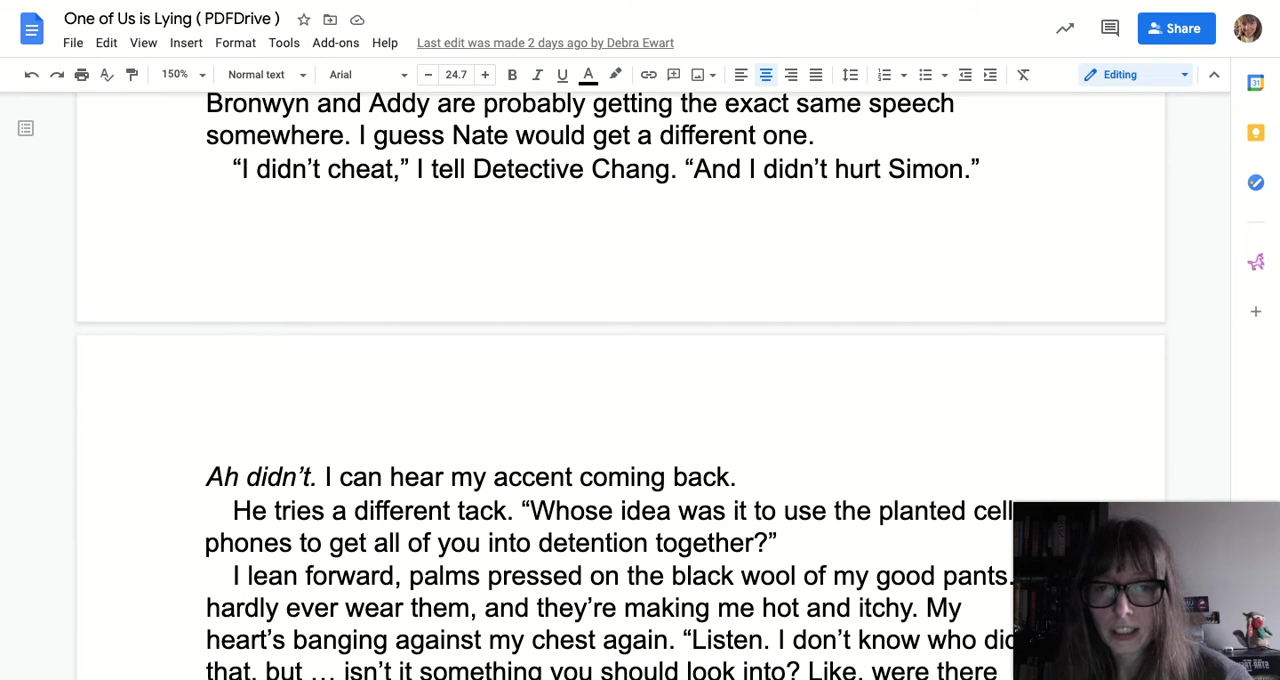 One of Us is Lying ( PDFDrive )
File Edit View Insert Format Tools Add-ons Help Last edit was made 2 days ago by Debra Ewart
Share
150% Normal text Arial − 24.7 + B I U A Editing
Bronwyn and Addy are probably getting the exact same speech
somewhere. I guess Nate would get a different one.
“I didn’t cheat,” I tell Detective Chang. “And I didn’t hurt Simon.”
Ah didn’t. I can hear my accent coming back.
He tries a different tack. “Whose idea was it to use the planted cell
phones to get all of you into detention together?”
I lean forward, palms pressed on the black wool of my good pants.
hardly ever wear them, and they’re making me hot and itchy. My
heart’s banging against my chest again. “Listen. I don’t know who did
that, but … isn’t it something you should look into? Like, were there